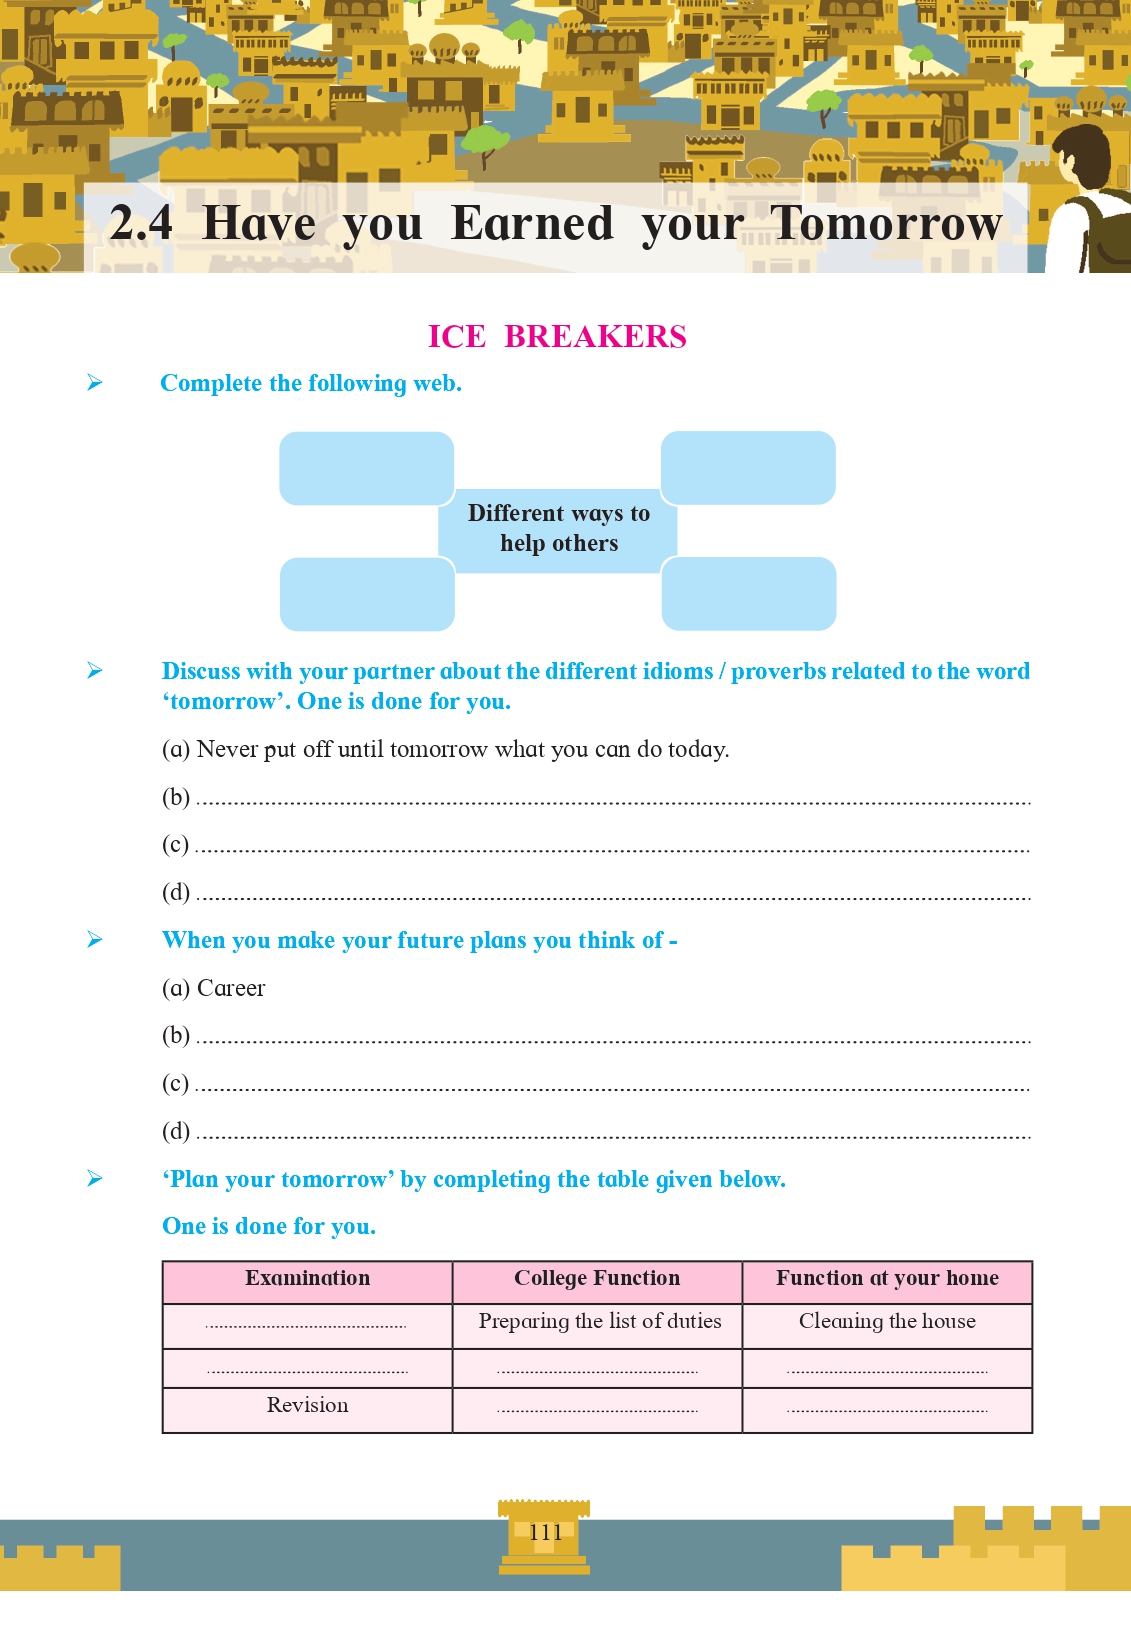 2.4 Have you Earned your Tomorrow
ICE BREAKERS
➢ Complete the following web.
Different ways to
help others
➢ Discuss with your partner about the different idioms / proverbs related to the word
‘tomorrow’. One is done for you.
(a) Never put off until tomorrow what you can do today.
(b) ..........
(c) ..........
(d) ..........
➢ When you make your future plans you think of -
(a) Career
(b) ..........
(c) ..........
(d) ..........
➢ ‘Plan your tomorrow’ by completing the table given below.
One is done for you.
Examination College Function Function at your home
.......... Preparing the list of duties Cleaning the house
.......... .......... ..........
Revision .......... ..........
111